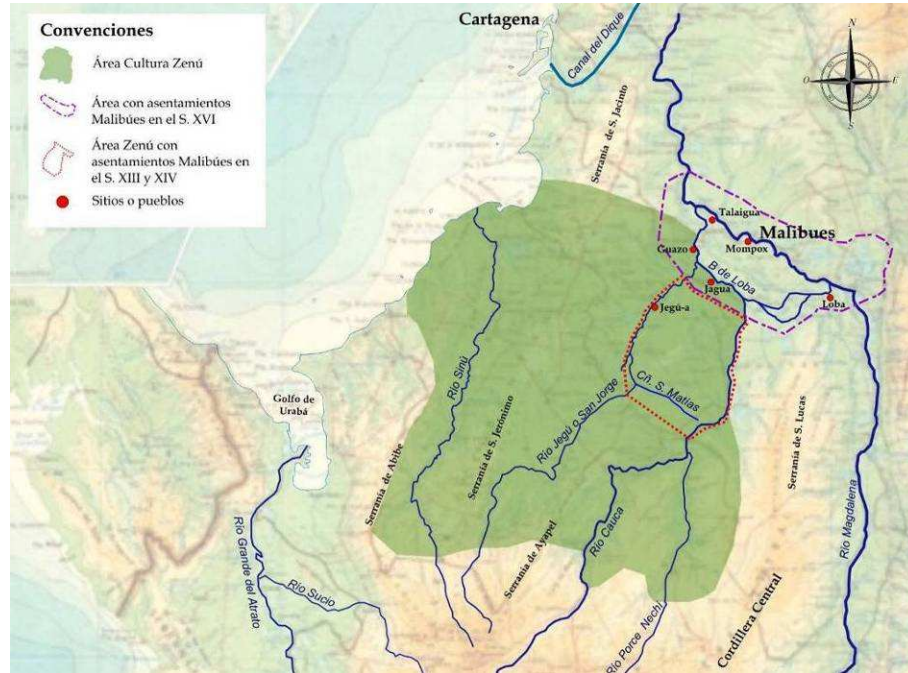 Convenciones
Área Cultura Zenú
Área con asentamientos
Malibúes en el S. XVI
Área Zenú con
asentamientos Malibúes en
el S. XIII y XIV
Sitios o pueblos
Cartagena
Canal del Dique
N
O
E
S
Serranía de S. Jacinto
Talaigua
Malibues
Mompox
Guazo
B de Loba
Jagua
Loba
Jegú-a
Río Sinú
Golfo de
Urabá
Cñ. S. Matías
Río Jegú o San Jorge
Serranía de S. Jerónimo
Serranía de Abibe
Serranía de S. Lucas
Serranía de Ayapel
Río Cauca
Río Magdalena
Río Grande del Atrato
Río Sucio
Río Porce Nechí
Cordillera Central